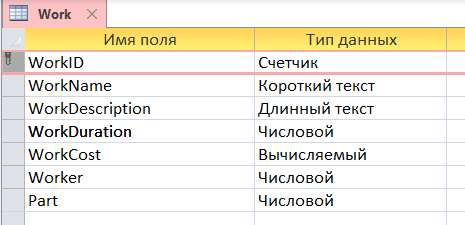 Work
Имя поля Тип данных
WorkID Счетчик
WorkName Короткий текст
WorkDescription Длинный текст
WorkDuration Числовой
WorkCost Вычисляемый
Worker Числовой
Part Числовой